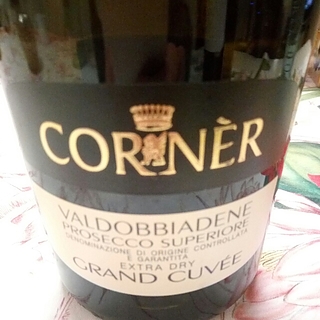 CORNÈR
VALDOBBIADENE
PROSECCO SUPERIORE
DENOMINAZIONE DI ORIGINE CONTROLLATA
E GARANTITA
EXTRA DRY
GRAND CUVÉE